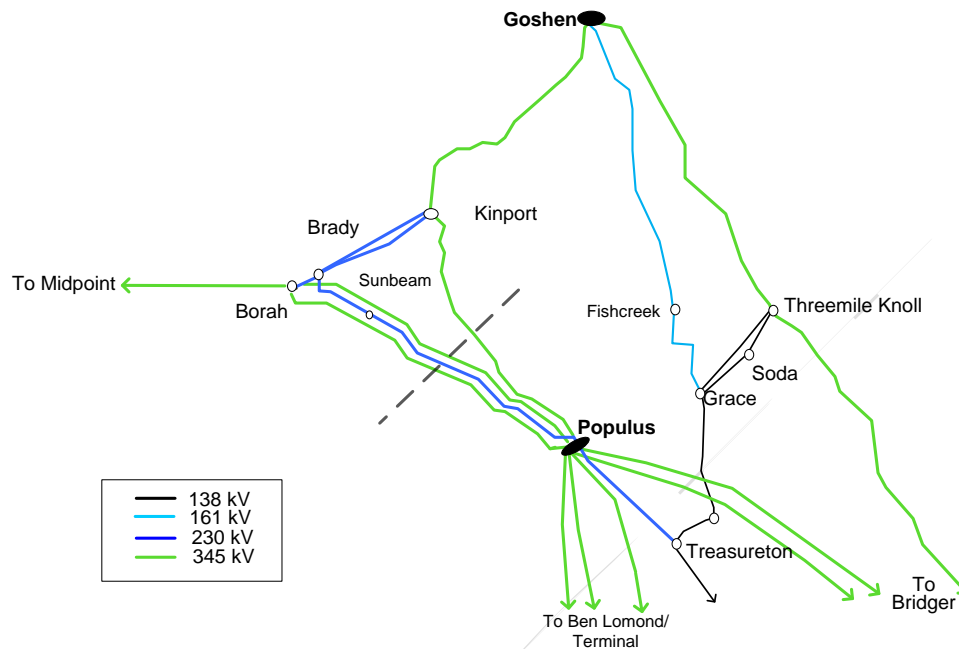 Goshen
Kinport
Brady
Sunbeam
To Midpoint
Borah
Fishcreek
Threemile Knoll
Soda
Grace
Populus
138 kV
161 kV
230 kV
345 kV
Treasureton
To
Bridger
To Ben Lomond/
Terminal